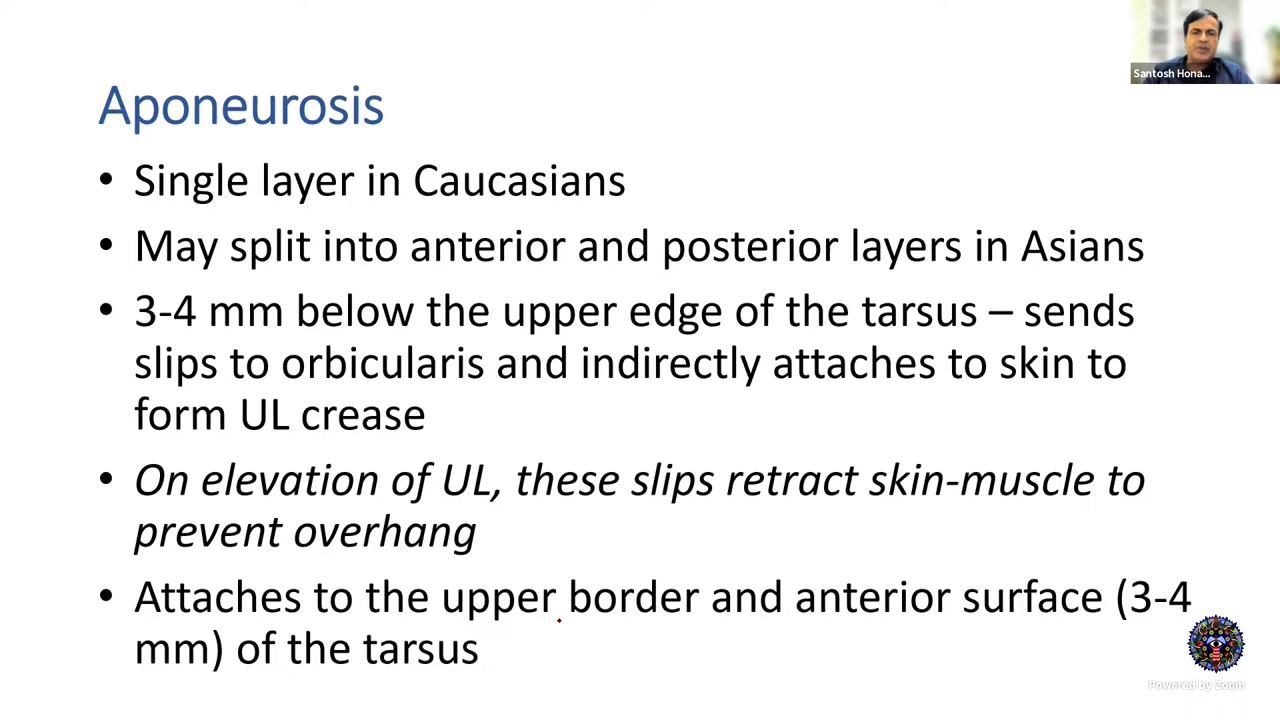 Santosh Hona...
Aponeurosis
• Single layer in Caucasians
• May split into anterior and posterior layers in Asians
• 3-4 mm below the upper edge of the tarsus – sends
slips to orbicularis and indirectly attaches to skin to
form UL crease
• On elevation of UL, these slips retract skin-muscle to
prevent overhang
• Attaches to the upper border and anterior surface (3-4
mm) of the tarsus
Powered by Zoom